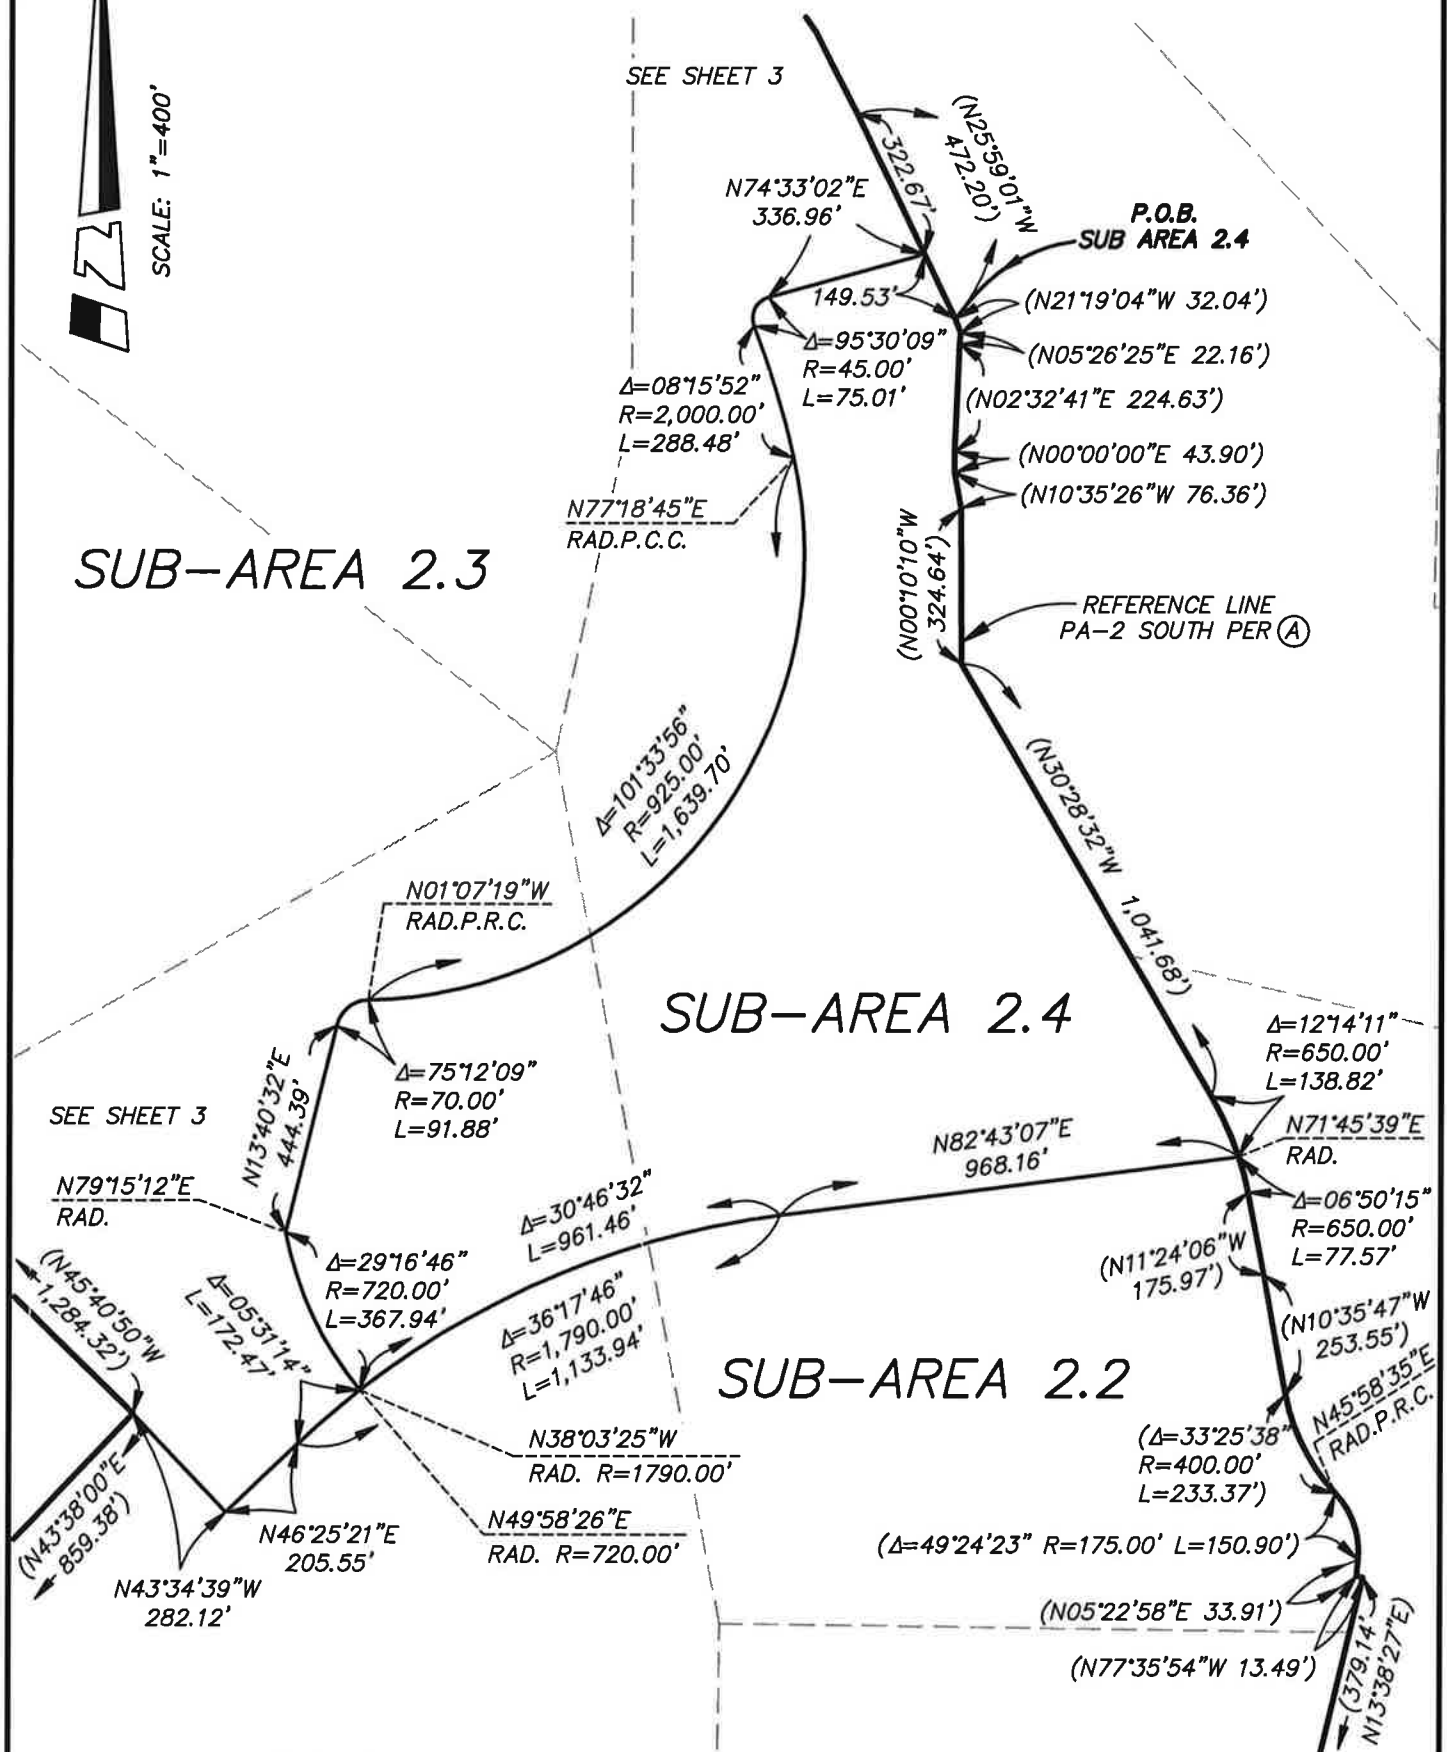 SCALE: 1"=400'
SEE SHEET 3
322.67'
(N25°59'01"W
472.20')
N74°33'02"E
336.96'
P.O.B.
SUB AREA 2.4
149.53'
(N21°19'04"W 32.04')
Δ=95°30'09"
R=45.00'
L=75.01'
(N05°26'25"E 22.16')
Δ=08°15'52"
R=2,000.00'
L=288.48'
(N02°32'41"E 224.63')
(N00°00'00"E 43.90')
(N10°35'26"W 76.36')
N77°18'45"E
RAD.P.C.C.
SUB-AREA 2.3
(N00°10'10"W
324.64')
REFERENCE LINE
PA-2 SOUTH PER A
Δ=101°33'56"
R=925.00'
L=1,639.70'
(N30°28'32"W 1,041.68')
N01°07'19"W
RAD.P.R.C.
SUB-AREA 2.4
Δ=12°14'11"
R=650.00'
L=138.82'
Δ=75°12'09"
R=70.00'
L=91.88'
N13°40'32"E
444.39'
SEE SHEET 3
N82°43'07"E
968.16'
N71°45'39"E
RAD.
N79°15'12"E
RAD.
Δ=30°46'32"
L=961.46'
Δ=06°50'15"
R=650.00'
L=77.57'
Δ=29°16'46"
R=720.00'
L=367.94'
(N11°24'06"W
175.97')
(N45°40'50"W
1,284.32')
Δ=05°31'14"
L=172.47'
Δ=36°17'46"
R=1,790.00'
L=1,133.94'
(N10°35'47"W
253.55')
SUB-AREA 2.2
N45°58'35"E
RAD.P.R.C.
N38°03'25"W
RAD. R=1790.00'
(Δ=33°25'38"
R=400.00'
L=233.37')
(N43°38'00"E
859.38')
N46°25'21"E
205.55'
N49°58'26"E
RAD. R=720.00'
(Δ=49°24'23" R=175.00' L=150.90')
N43°34'39"W
282.12'
(N05°22'58"E 33.91')
(N77°35'54"W 13.49')
(379.14'
N13°38'27"E)